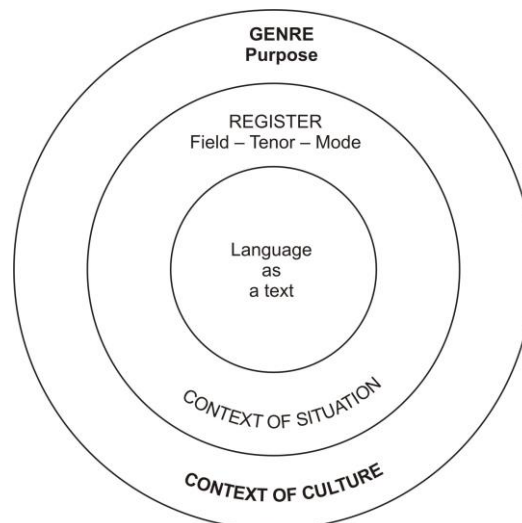 GENRE
Purpose
REGISTER
Field – Tenor – Mode
Language
as
a text
CONTEXT OF SITUATION
CONTEXT OF CULTURE